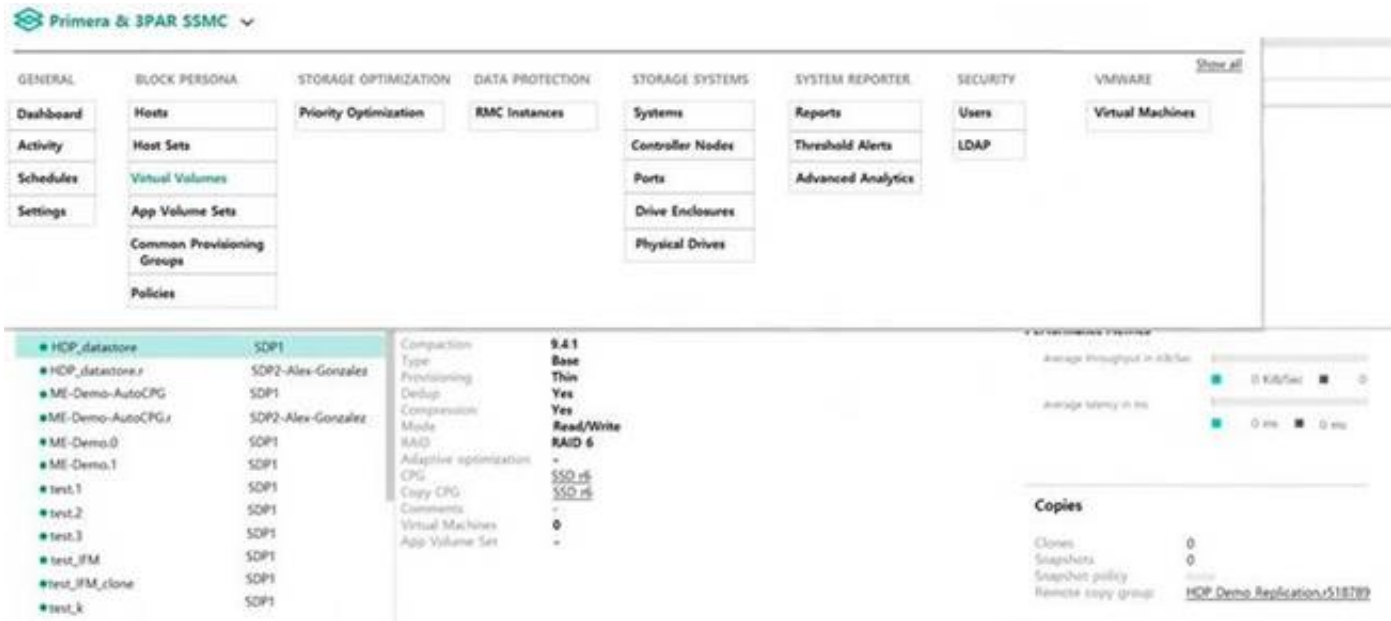 Primera & 3PAR SSMC
Show all
GENERAL
Dashboard
Activity
Schedules
Settings
BLOCK PERSONA
Hosts
Host Sets
Virtual Volumes
App Volume Sets
Common Provisioning
Groups
Policies
STORAGE OPTIMIZATION
Priority Optimization
DATA PROTECTION
RMC Instances
STORAGE SYSTEMS
Systems
Controller Nodes
Ports
Drive Enclosures
Physical Drives
SYSTEM REPORTER
Reports
Threshold Alerts
Advanced Analytics
SECURITY
Users
LDAP
VMWARE
Virtual Machines
HDP_datastore SDP1
HDP_datastore.r SDP2-Alex-Gonzalez
ME-Demo-AutoCPG SDP1
ME-Demo-AutoCPG.r SDP2-Alex-Gonzalez
ME-Demo.0 SDP1
ME-Demo.1 SDP1
test.1 SDP1
test.2 SDP1
test.3 SDP1
test_IFM SDP1
test_IFM_clone SDP1
test_k SDP1
Compaction 9.4:1
Type Base
Provisioning Thin
Dedup Yes
Compression Yes
Mode Read/Write
RAID RAID 6
Adaptive optimization -
CPG SSD r6
Copy CPG SSD r6
Comments -
Virtual Machines 0
App Volume Set -
Performance Metrics
Average throughput in KiB/Sec
0 KiB/Sec 0
Average latency in ms
0 ms 0 ms
Copies
Clones 0
Snapshots 0
Snapshot policy
Remote copy group HDP Demo Replication.r518789